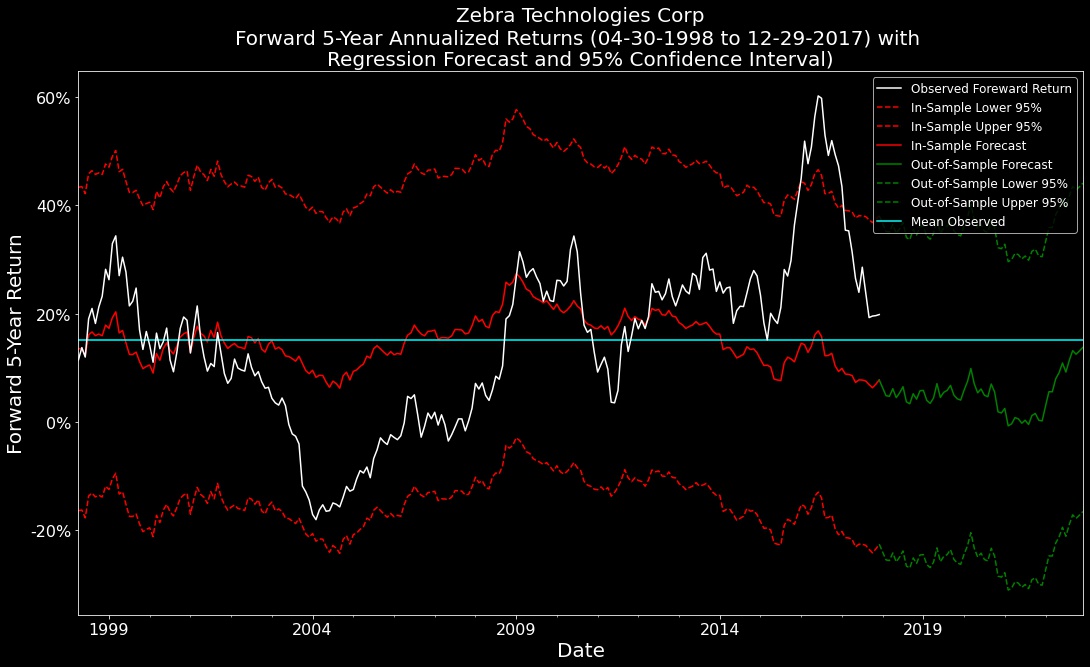 Zebra Technologies Corp
Forward 5-Year Annualized Returns (04-30-1998 to 12-29-2017) with
Regression Forecast and 95% Confidence Interval)
Observed Foreward Return
In-Sample Lower 95%
In-Sample Upper 95%
In-Sample Forecast
Out-of-Sample Forecast
Out-of-Sample Lower 95%
Out-of-Sample Upper 95%
Mean Observed
Forward 5-Year Return
60%
40%
20%
0%
-20%
1999
2004
2009
2014
2019
Date